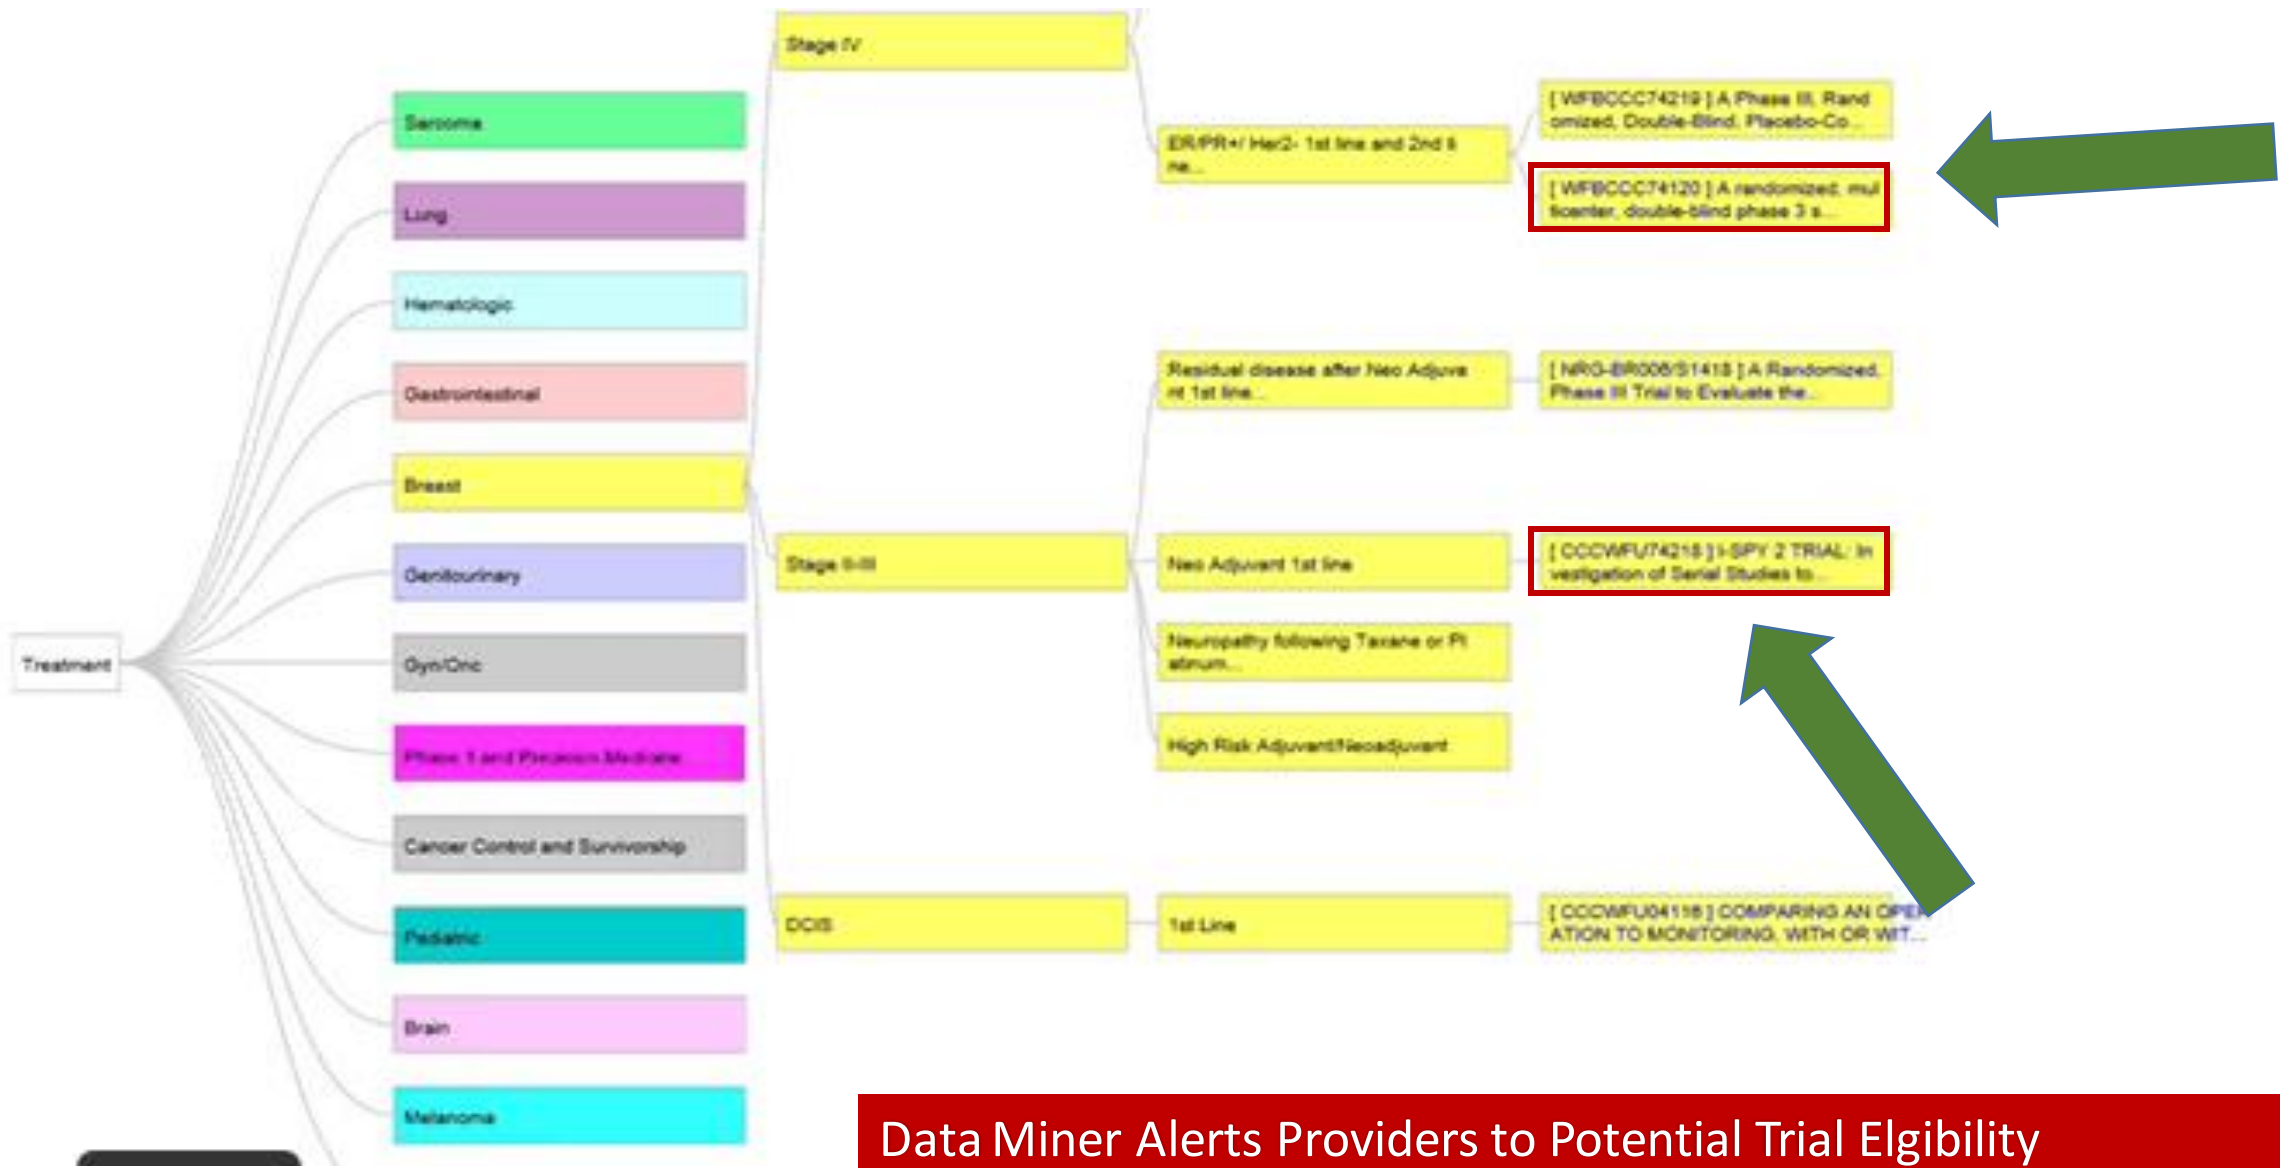 Treatment
Sarcoma
Lung
Hematologic
Gastrointestinal
Breast
Genitourinary
Gyn/Onc
Phase 1 and Precision Medicine
Cancer Control and Survivorship
Pediatric
Brain
Melanoma
Stage IV
Stage II-III
DCIS
ER/PR+/ Her2- 1st line and 2nd li
ne...
Residual disease after Neo Adjuva
nt 1st line...
Neo Adjuvant 1st line
Neuropathy following Taxane or Pl
atinum...
High Risk Adjuvant/Neoadjuvant
1st Line
[ WFBCCC74219 ] A Phase III, Rand
omized, Double-Blind, Placebo-Co...
[ WFBCCC74120 ] A randomized, mul
ticenter, double-blind phase 3 s...
[ NRG-BR006/S1418 ] A Randomized,
Phase III Trial to Evaluate the...
[ CCCWFU74218 ] I-SPY 2 TRIAL: In
vestigation of Serial Studies to...
[ CCCWFU04116 ] COMPARING AN OPER
ATION TO MONITORING, WITH OR WIT...
Data Miner Alerts Providers to Potential Trial Elgibility